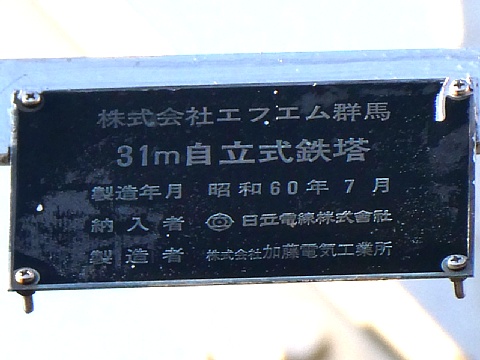 株式会社エフエム群馬
31m自立式鉄塔
製造年月 昭和60年7月
納入者 日立電線株式會社
製造者 株式会社加藤電気工業所